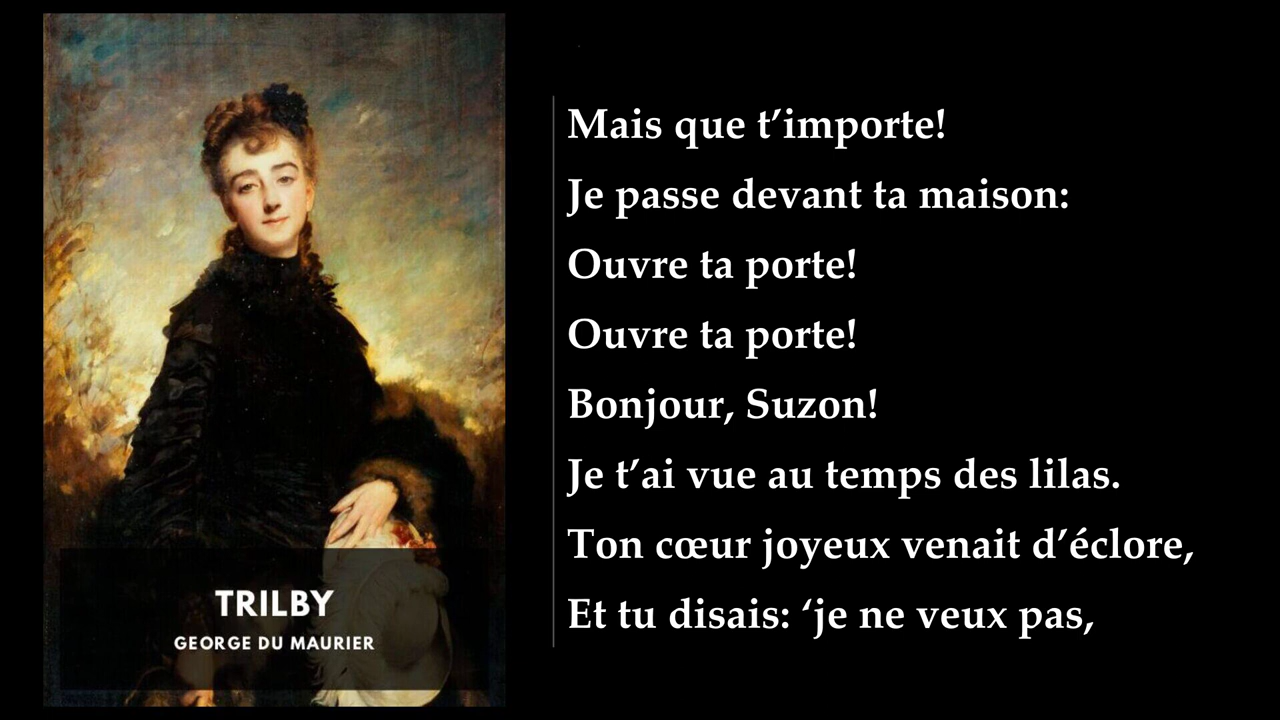 TRILBY
GEORGE DU MAURIER
Mais que t’importe!
Je passe devant ta maison:
Ouvre ta porte!
Ouvre ta porte!
Bonjour, Suzon!
Je t’ai vue au temps des lilas.
Ton cœur joyeux venait d’éclore,
Et tu disais: ‘je ne veux pas,